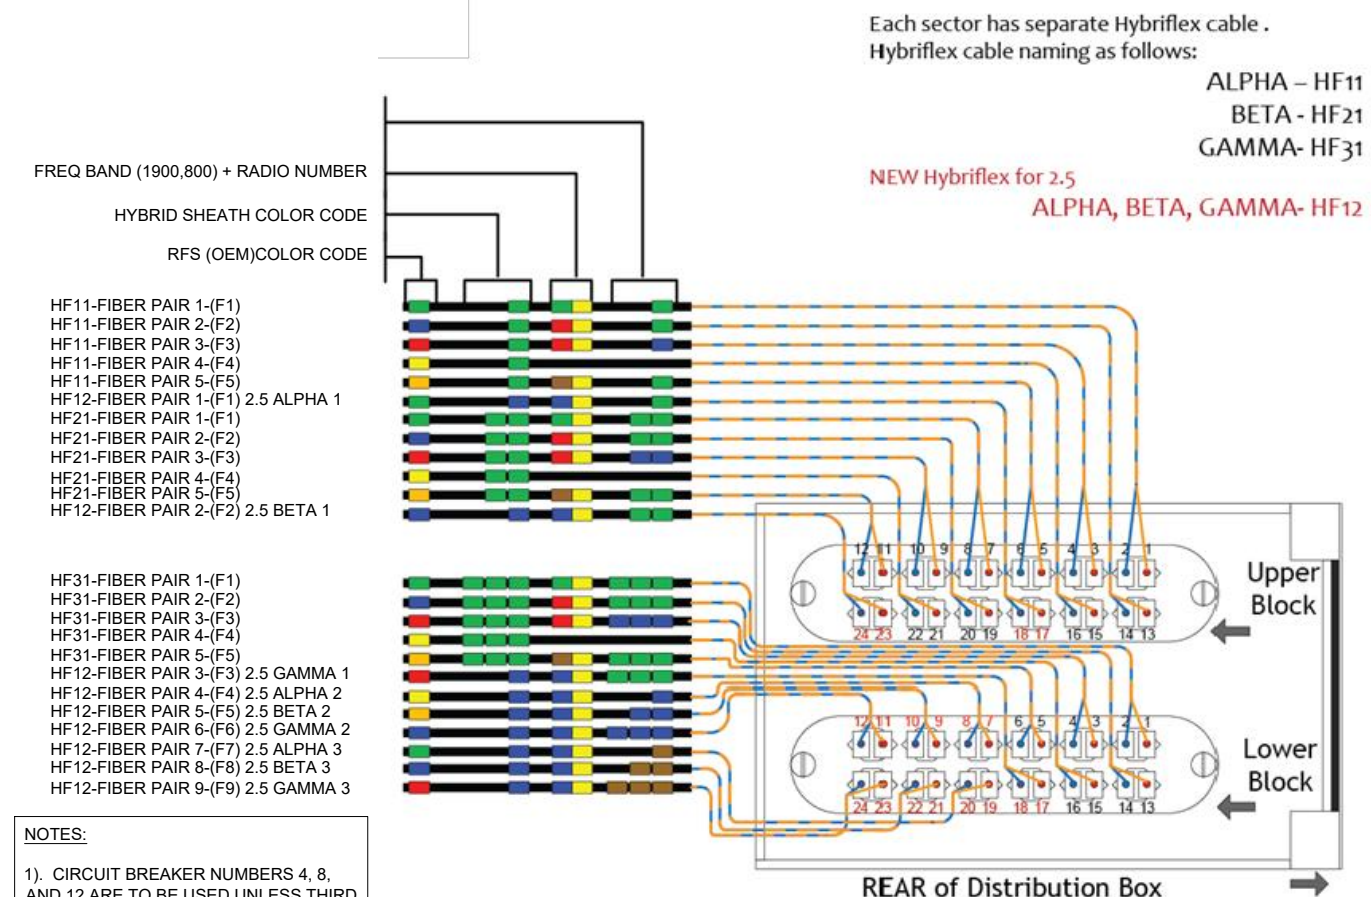 Each sector has separate Hybriflex cable .
Hybriflex cable naming as follows:
ALPHA – HF11
BETA - HF21
GAMMA- HF31
NEW Hybriflex for 2.5
ALPHA, BETA, GAMMA- HF12
FREQ BAND (1900,800) + RADIO NUMBER
HYBRID SHEATH COLOR CODE
RFS (OEM)COLOR CODE
HF11-FIBER PAIR 1-(F1)
HF11-FIBER PAIR 2-(F2)
HF11-FIBER PAIR 3-(F3)
HF11-FIBER PAIR 4-(F4)
HF11-FIBER PAIR 5-(F5)
HF12-FIBER PAIR 1-(F1) 2.5 ALPHA 1
HF21-FIBER PAIR 1-(F1)
HF21-FIBER PAIR 2-(F2)
HF21-FIBER PAIR 3-(F3)
HF21-FIBER PAIR 4-(F4)
HF21-FIBER PAIR 5-(F5)
HF12-FIBER PAIR 2-(F2) 2.5 BETA 1
12 11 10 9 8 7 6 5 4 3 2 1
Upper
Block
24 23 22 21 20 19 18 17 16 15 14 13
HF31-FIBER PAIR 1-(F1)
HF31-FIBER PAIR 2-(F2)
HF31-FIBER PAIR 3-(F3)
HF31-FIBER PAIR 4-(F4)
HF31-FIBER PAIR 5-(F5)
HF12-FIBER PAIR 3-(F3) 2.5 GAMMA 1
HF12-FIBER PAIR 4-(F4) 2.5 ALPHA 2
HF12-FIBER PAIR 5-(F5) 2.5 BETA 2
HF12-FIBER PAIR 6-(F6) 2.5 GAMMA 2
HF12-FIBER PAIR 7-(F7) 2.5 ALPHA 3
HF12-FIBER PAIR 8-(F8) 2.5 BETA 3
HF12-FIBER PAIR 9-(F9) 2.5 GAMMA 3
12 11 10 9 8 7 6 5 4 3 2 1
Lower
Block
24 23 22 21 20 19 18 17 16 15 14 13
REAR of Distribution Box
NOTES:
1). CIRCUIT BREAKER NUMBERS 4, 8,
AND 12 ARE TO BE USED UNLESS THIRD